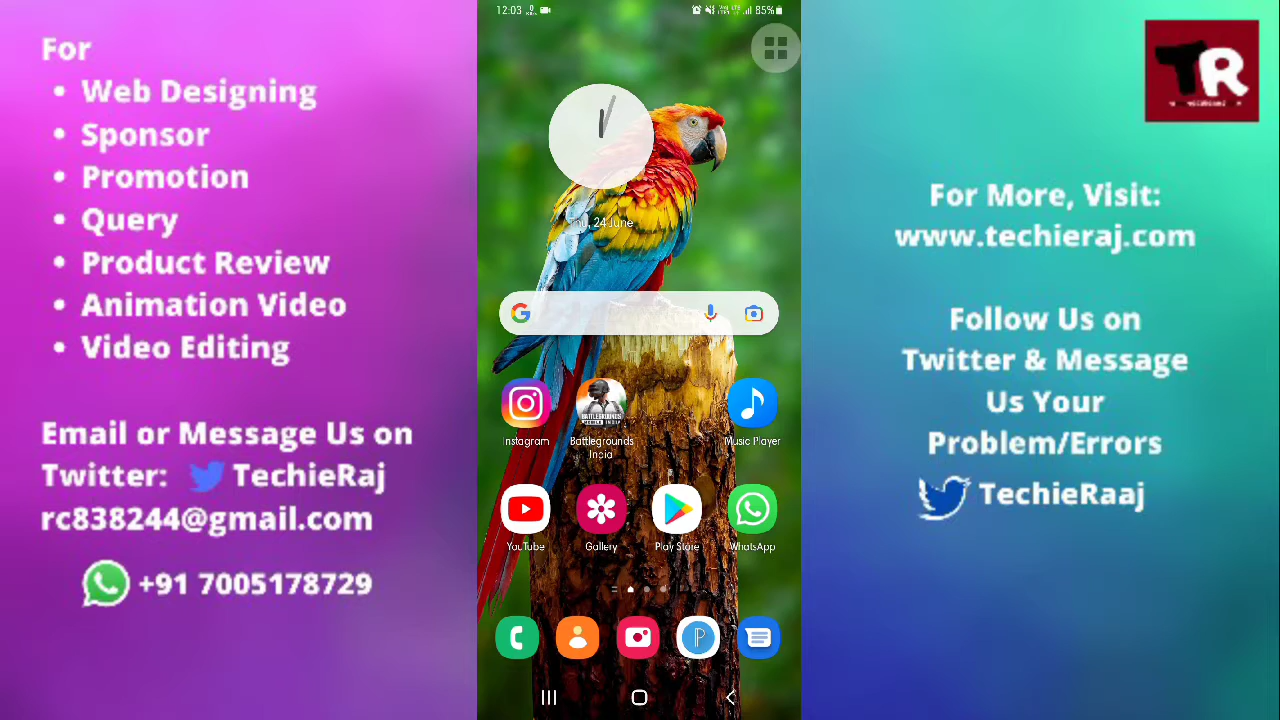 For
• Web Designing
• Sponsor
• Promotion
• Query
• Product Review
• Animation Video
• Video Editing
Email or Message Us on
Twitter: TechieRaj
rc838244@gmail.com
+91 7005178729
12:03
85%
Thu, 24 June
Instagram
Battlegrounds
India
Music Player
YouTube
Gallery
Play Store
WhatsApp
TR
For More, Visit:
www.techieraj.com
Follow Us on
Twitter & Message
Us Your
Problem/Errors
TechieRaaj